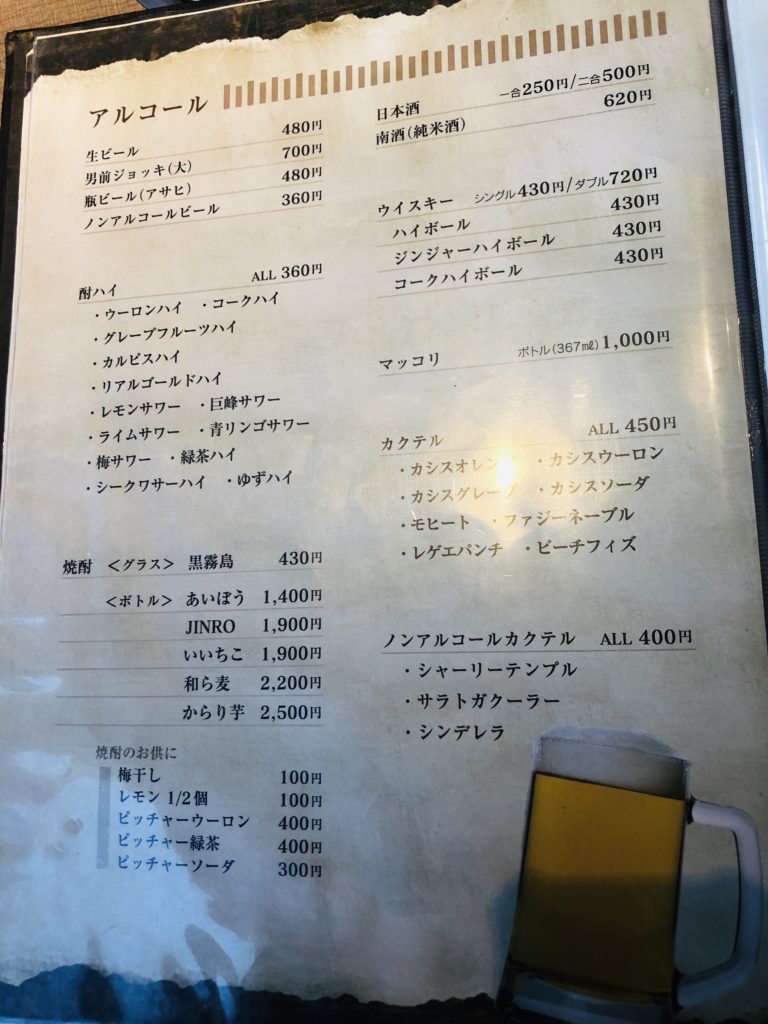 アルコール
生ビール 480円
男前ジョッキ(大) 700円
瓶ビール(アサヒ) 480円
ノンアルコールビール 360円
酎ハイ ALL 360円
・ウーロンハイ ・コークハイ
・グレープフルーツハイ
・カルピスハイ
・リアルゴールドハイ
・レモンサワー ・巨峰サワー
・ライムサワー ・青リンゴサワー
・梅サワー ・緑茶ハイ
・シークワサーハイ ・ゆずハイ
焼酎 <グラス> 黒霧島 430円
<ボトル> あいぼう 1,400円
JINRO 1,900円
いいちこ 1,900円
和ら麦 2,200円
からり芋 2,500円
焼酎のお供に
梅干し 100円
レモン 1/2個 100円
ピッチャーウーロン 400円
ピッチャー緑茶 400円
ピッチャーソーダ 300円
日本酒 一合250円/二合500円
南酒(純米酒) 620円
ウイスキー シングル430円/ダブル720円
ハイボール 430円
ジンジャーハイボール 430円
コークハイボール 430円
マッコリ ボトル(367㎖)1,000円
カクテル ALL 450円
・カシスオレンジ ・カシスウーロン
・カシスグレープ ・カシスソーダ
・モヒート ・ファジーネーブル
・レゲエパンチ ・ピーチフィズ
ノンアルコールカクテル ALL 400円
・シャーリーテンプル
・サラトガクーラー
・シンデレラ